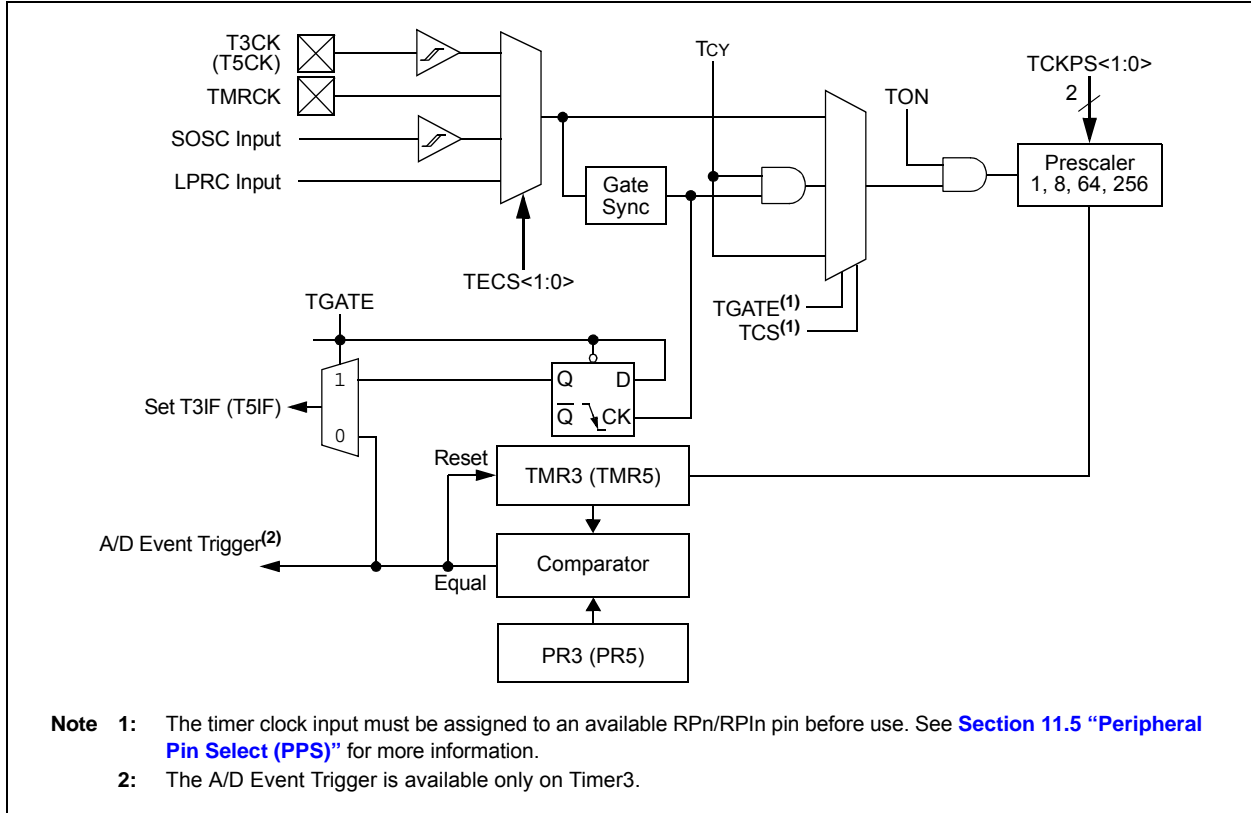 T3CK
(T5CK)
TMRCK
SOSC Input
LPRC Input
TECS<1:0>
Gate
Sync
TCY
TGATE(1)
TCS(1)
TON
TCKPS<1:0>
2
Prescaler
1, 8, 64, 256
TGATE
1
0
Set T3IF (T5IF)
Q
D
Q
CK
Reset
TMR3 (TMR5)
A/D Event Trigger(2)
Equal
Comparator
PR3 (PR5)
Note 1: The timer clock input must be assigned to an available RPn/RPIn pin before use. See Section 11.5 “Peripheral
Pin Select (PPS)” for more information.
2: The A/D Event Trigger is available only on Timer3.